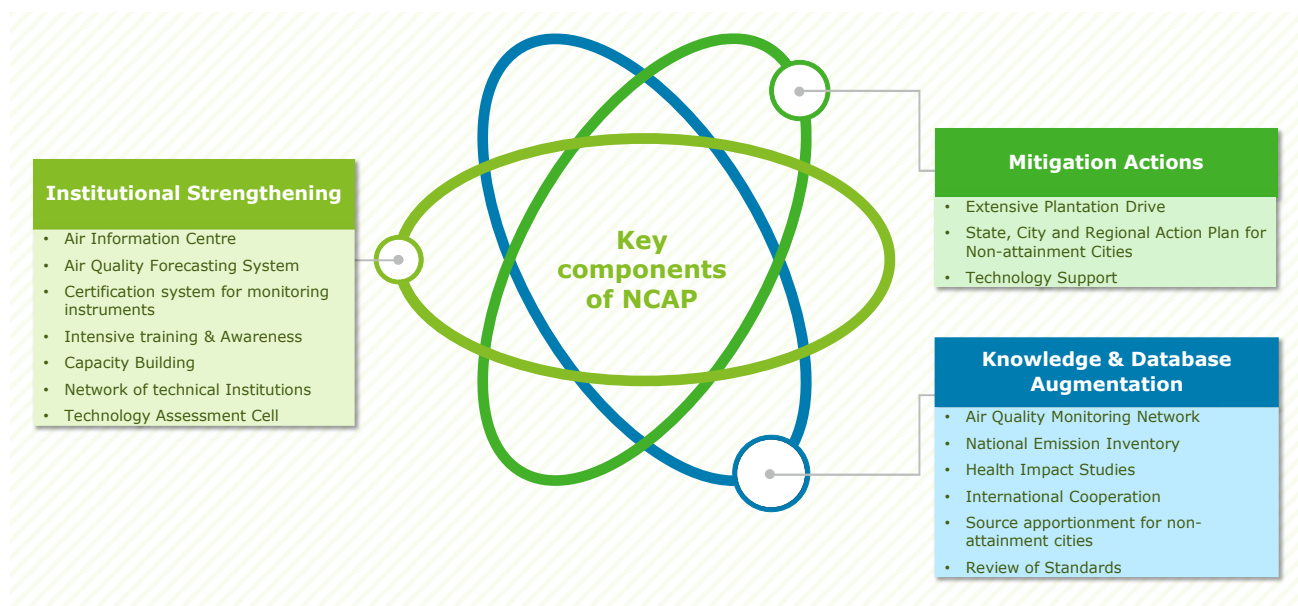 Institutional Strengthening
• Air Information Centre
• Air Quality Forecasting System
• Certification system for monitoring
instruments
• Intensive training & Awareness
• Capacity Building
• Network of technical Institutions
• Technology Assessment Cell
Key
components
of NCAP
Mitigation Actions
• Extensive Plantation Drive
• State, City and Regional Action Plan for
Non-attainment Cities
• Technology Support
Knowledge & Database
Augmentation
• Air Quality Monitoring Network
• National Emission Inventory
• Health Impact Studies
• International Cooperation
• Source apportionment for non-
attainment cities
• Review of Standards